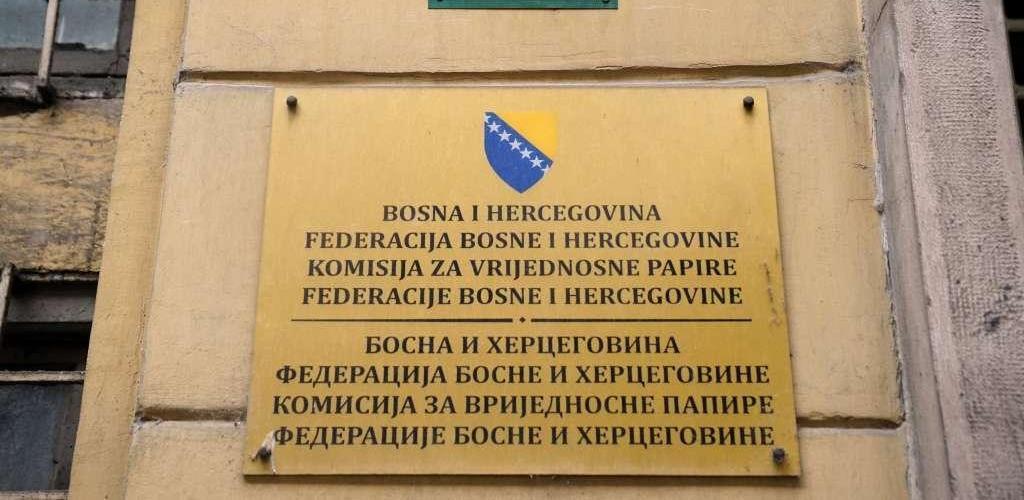 BOSNA I HERCEGOVINA
FEDERACIJA BOSNE I HERCEGOVINE
KOMISIJA ZA VRIJEDNOSNE PAPIRE
FEDERACIJE BOSNE I HERCEGOVINE
БОСНА И ХЕРЦЕГОВИНА
ФЕДЕРАЦИЈА БОСНЕ И ХЕРЦЕГОВИНЕ
КОМИСИЈА ЗА ВРИЈЕДНОСНЕ ПАПИРЕ
ФЕДЕРАЦИЈЕ БОСНЕ И ХЕРЦЕГОВИНЕ